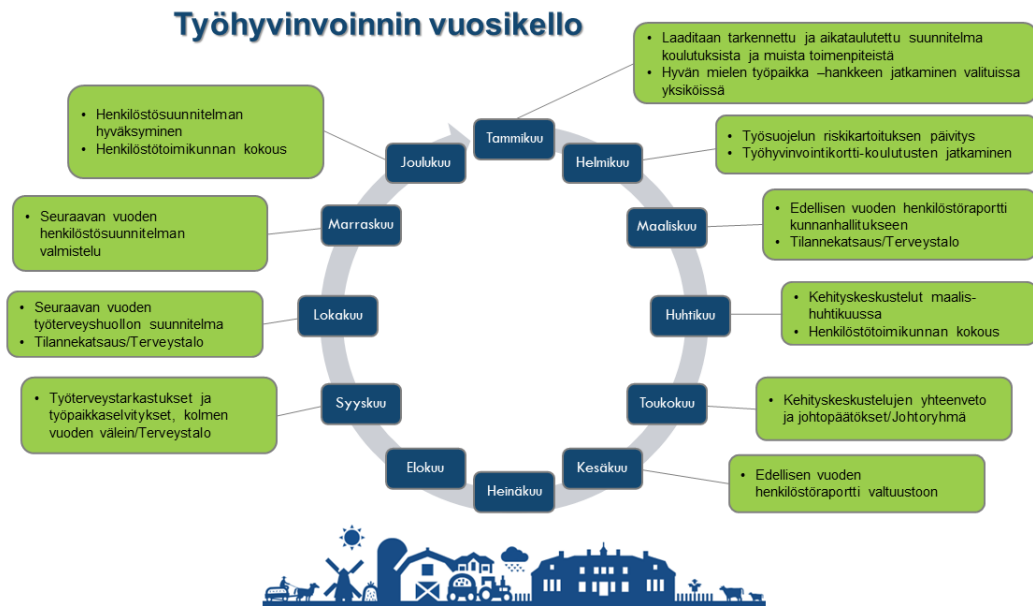 Työhyvinvoinnin vuosikello
• Laaditaan tarkennettu ja aikataulutettu suunnitelma
koulutuksista ja muista toimenpiteistä
• Hyvän mielen työpaikka –hankkeen jatkaminen valituissa
yksiköissä
Tammikuu
• Työsuojelun riskikartoituksen päivitys
• Työhyvinvointikortti-koulutusten jatkaminen
Helmikuu
• Edellisen vuoden henkilöstöraportti
kunnanhallitukseen
• Tilannekatsaus/Terveystalo
Maaliskuu
• Kehityskeskustelut maalis-
huhtikuussa
• Henkilöstötoimikunnan kokous
Huhtikuu
• Kehityskeskustelujen yhteenveto
ja johtopäätökset/Johtoryhmä
Toukokuu
• Edellisen vuoden
henkilöstöraportti valtuustoon
Kesäkuu
Heinäkuu
Elokuu
• Työterveystarkastukset ja
työpaikkaselvitykset, kolmen
vuoden välein/Terveystalo
Syyskuu
• Seuraavan vuoden
työterveyshuollon suunnitelma
• Tilannekatsaus/Terveystalo
Lokakuu
• Seuraavan vuoden
henkilöstösuunnitelman
valmistelu
Marraskuu
• Henkilöstösuunnitelman
hyväksyminen
• Henkilöstötoimikunnan kokous
Joulukuu